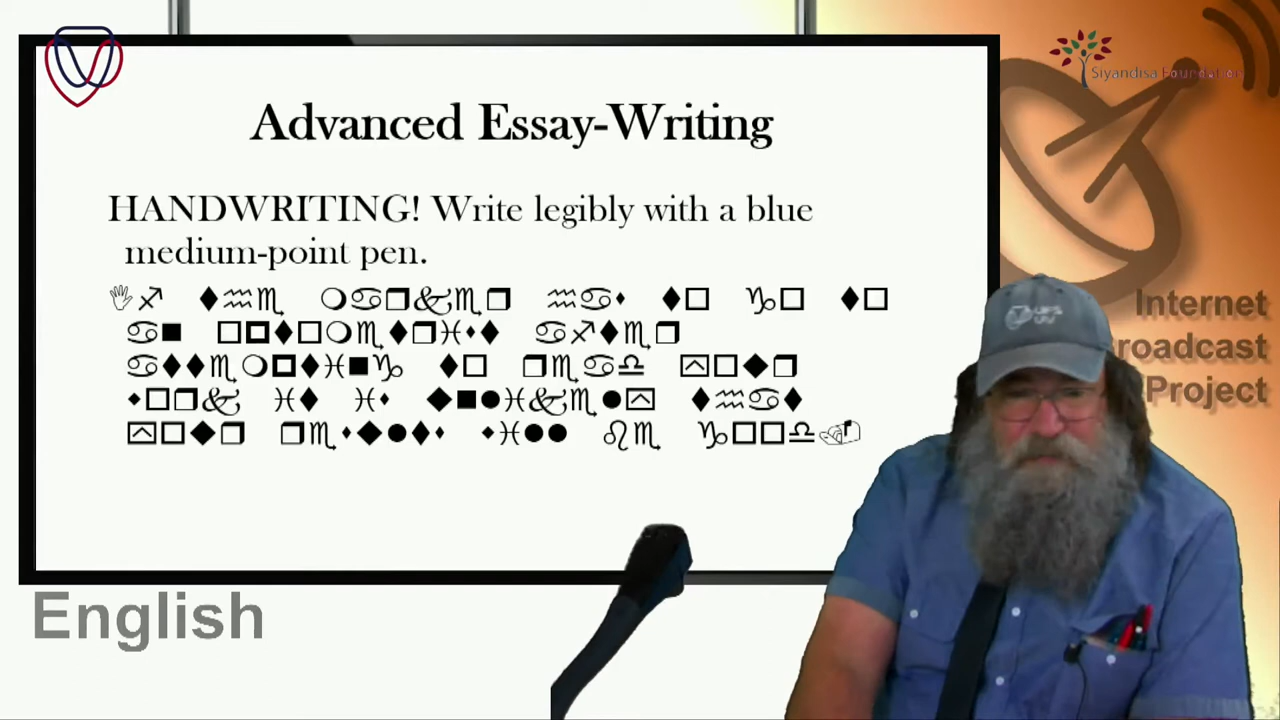 Siyandisa Foundation
Advanced Essay-Writing
HANDWRITING! Write legibly with a blue
medium-point pen.
✋♐ ⧫♒♏ ❍♋❒🙵♏❒ ♒♋⬧ ⧫□ ♑□ ⧫□
♋■ □◻⧫□❍♏⧫❒♓⬧⧫ ♋♐⧫♏❒
♋⧫⧫♏❍◻⧫♓■♑ ⧫□ ❒♏♋♎ ⍓□◆❒
⬥□❒🙵 ♓⧫ ♓⬧ ◆■●♓🙵♏●⍓ ⧫♒♋⧫
⍓□◆❒ ❒♏⬧◆●⧫⬧ ⬥♓●● ♌♏ ♑□□♎📬
Internet
roadcast
Project
English